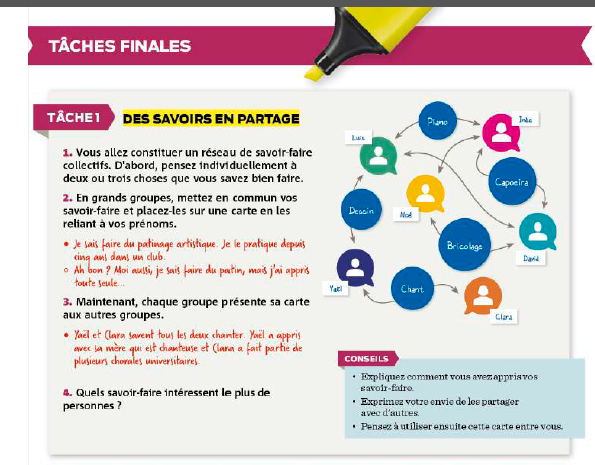 TÂCHES FINALES
TÂCHE 1
DES SAVOIRS EN PARTAGE
1. Vous allez constituer un réseau de savoir-faire
collectifs. D'abord, pensez individuellement à
deux ou trois choses que vous savez bien faire.
2. En grands groupes, mettez en commun vos
savoir-faire et placez-les sur une carte en les
reliant à vos prénoms.
• Je sais faire du patinage artistique. Je le pratique depuis
cinq ans dans un club.
○ Ah bon ? Moi aussi, je sais faire du patin, mais j'ai appris
toute seule...
3. Maintenant, chaque groupe présente sa carte
aux autres groupes.
• Yaël et Clara savent tous les deux chanter. Yaël a appris
avec sa mère qui est chanteuse et Clara a fait partie de
plusieurs chorales universitaires.
4. Quels savoir-faire intéressent le plus de
personnes ?
Piano
Inès
Luis
Capoeira
Dessin
Noé
Bricolage
David
Yaël
Chant
Clara
CONSEILS
• Expliquez comment vous avez appris vos
savoir-faire.
• Exprimez votre envie de les partager
avec d'autres.
• Pensez à utiliser ensuite cette carte entre vous.